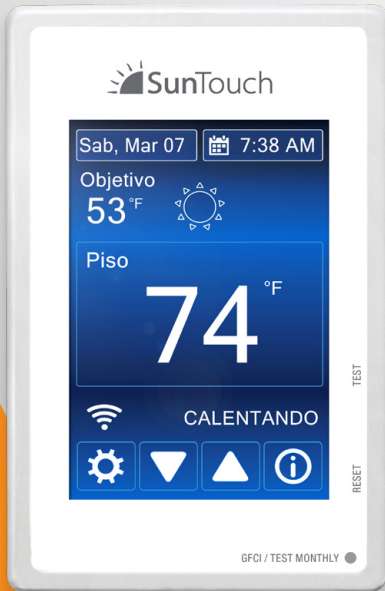 SunTouch
Sab, Mar 07 7:38 AM
Objetivo
53°F
Piso
74°F
CALENTANDO
TEST
RESET
GFCI / TEST MONTHLY